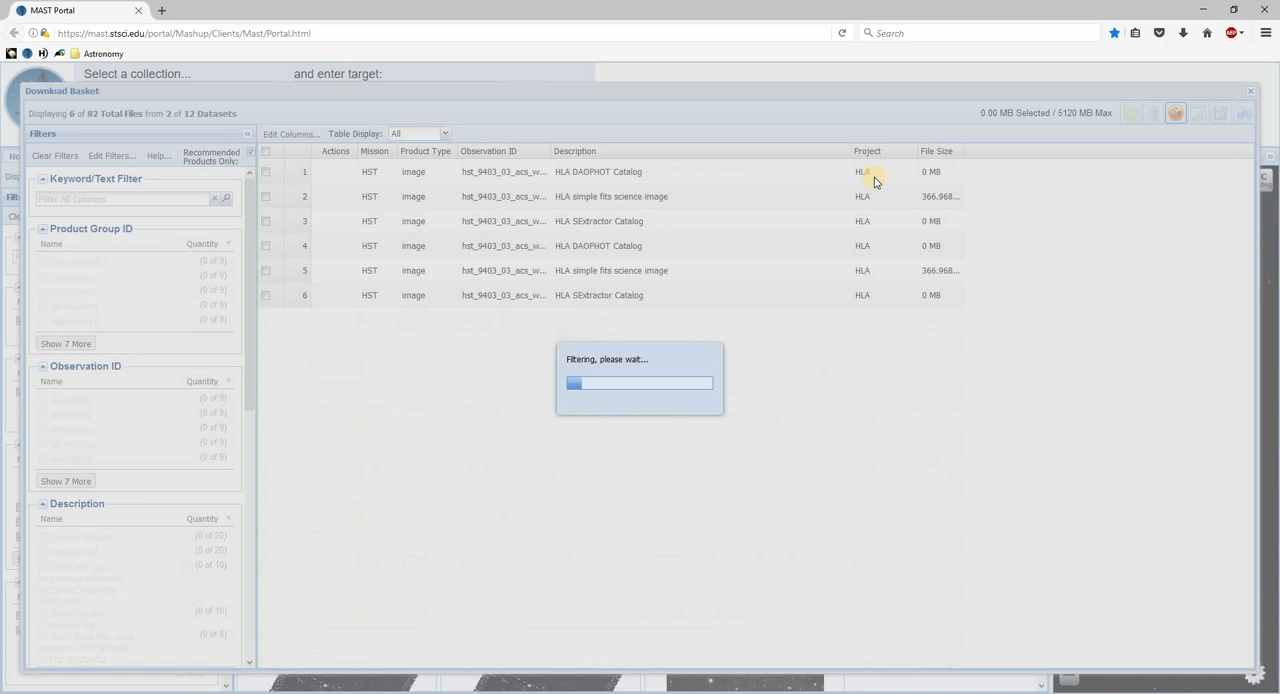 MAST Portal
https://mast.stsci.edu/portal/Mashup/Clients/Mast/Portal.html
Search
ABP
Astronomy
Select a collection... and enter target:
Download Basket
Displaying 6 of 82 Total Files from 2 of 12 Datasets
0.00 MB Selected / 5120 MB Max
Filters
Edit Columns... Table Display: All
Clear Filters Edit Filters... Help... Recommended Products Only:
Actions Mission Product Type Observation ID Description Project File Size
1 HST image hst_9403_03_acs_w... HLA DAOPHOT Catalog HLA 0 MB
2 HST image hst_9403_03_acs_w... HLA simple fits science image HLA 366.968...
3 HST image hst_9403_03_acs_w... HLA SExtractor Catalog HLA 0 MB
4 HST image hst_9403_03_acs_w... HLA DAOPHOT Catalog HLA 0 MB
5 HST image hst_9403_03_acs_w... HLA simple fits science image HLA 366.968...
6 HST image hst_9403_03_acs_w... HLA SExtractor Catalog HLA 0 MB
Keyword/Text Filter
Filter All Columns
Product Group ID
Name Quantity
(0 of 9)
(0 of 9)
(0 of 9)
(0 of 9)
(0 of 9)
Show 7 More
Observation ID
Name Quantity
(0 of 9)
(0 of 9)
(0 of 9)
(0 of 9)
(0 of 9)
Show 7 More
Description
Name Quantity
(0 of 20)
(0 of 20)
(0 of 10)
(0 of 10)
(0 of 8)
Filtering, please wait...